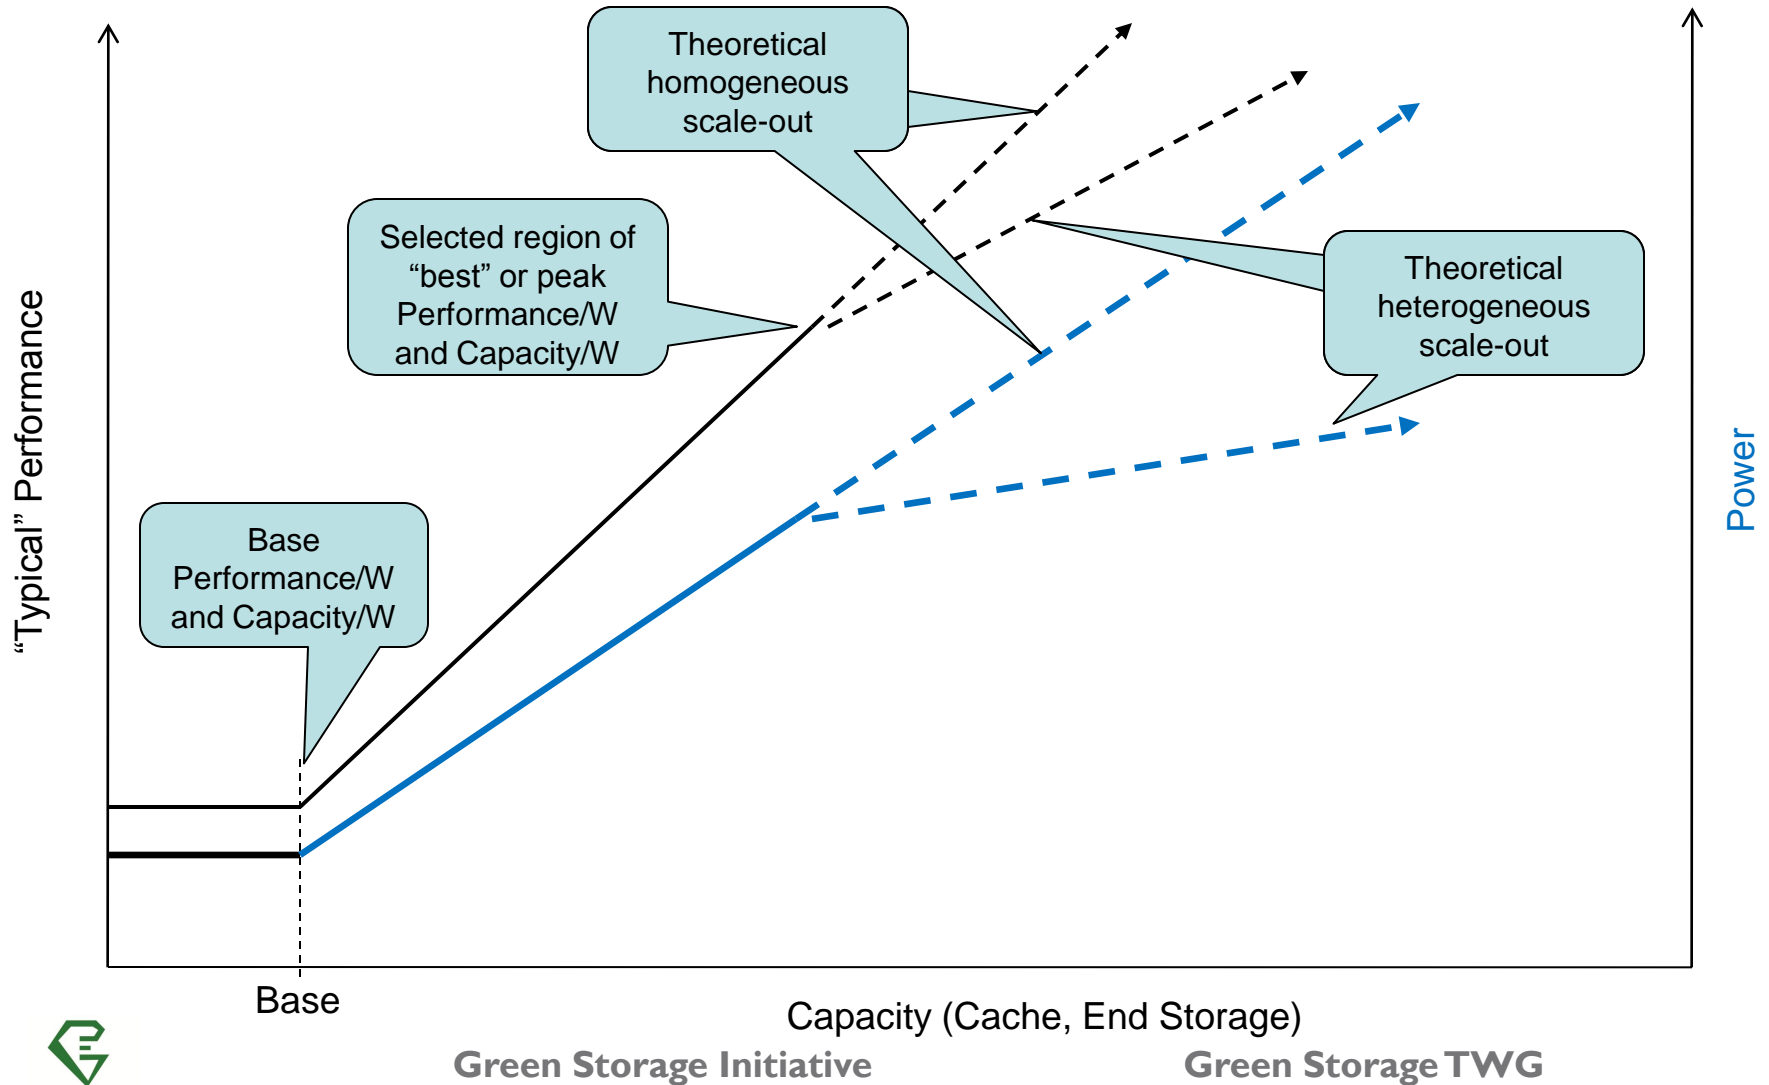 Theoretical
homogeneous
scale-out
Selected region of
“best” or peak
Performance/W
and Capacity/W
Theoretical
heterogeneous
scale-out
“Typical” Performance
Power
Base
Performance/W
and Capacity/W
Base
Capacity (Cache, End Storage)
Green Storage Initiative
Green Storage TWG